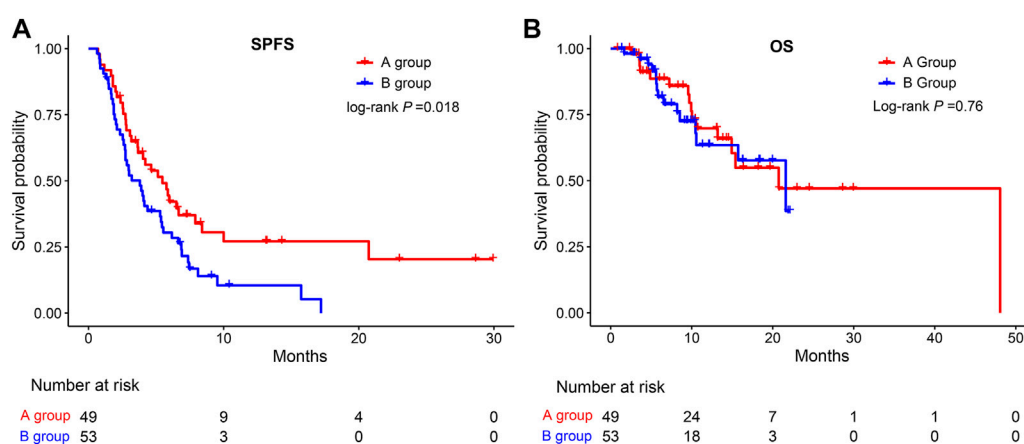 A
SPFS
A group
B group
log-rank P =0.018
1.00
0.75
0.50
0.25
0.00
Survival probability
0 10 20 30
Months
Number at risk
A group 49 9 4 0
B group 53 3 0 0
B
OS
A Group
B Group
Log-rank P =0.76
1.00
0.75
0.50
0.25
0.00
Survival probability
0 10 20 30 40 50
Months
Number at risk
A group 49 24 7 1 1 0
B group 53 18 3 0 0 0